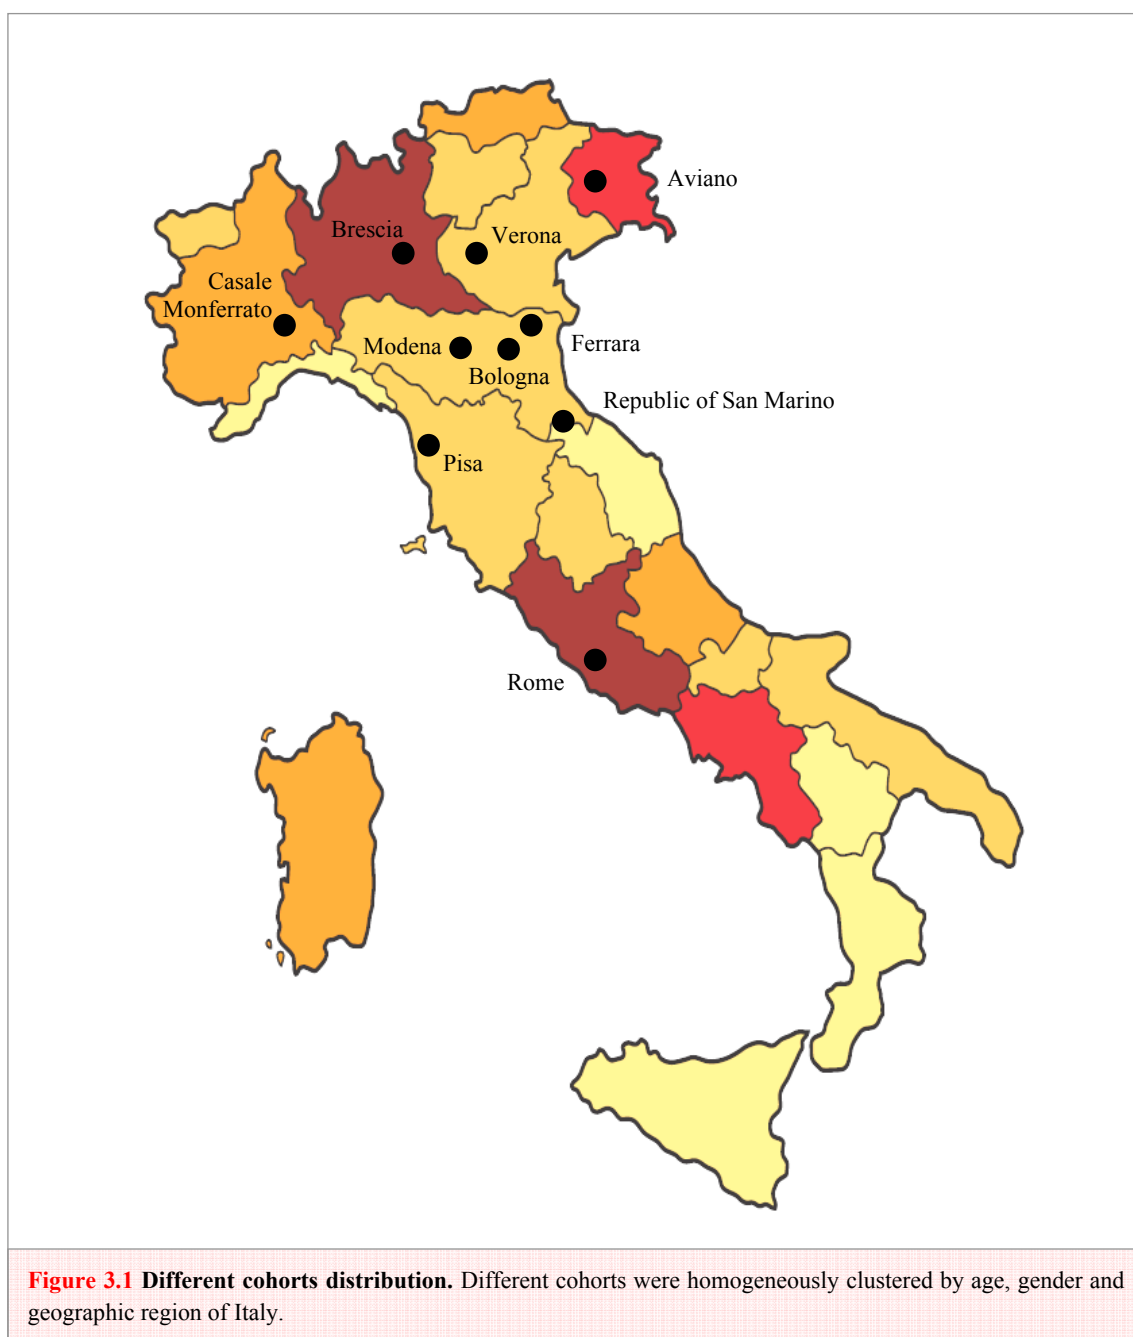 Aviano
Brescia
Verona
Casale
Monferrato
Modena
Ferrara
Bologna
Republic of San Marino
Pisa
Rome
Figure 3.1 Different cohorts distribution. Different cohorts were homogeneously clustered by age, gender and
geographic region of Italy.